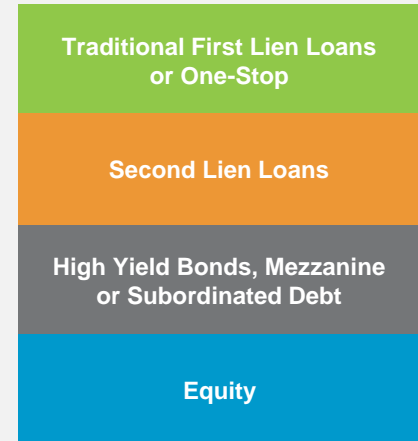 Traditional First Lien Loans
or One-Stop
Second Lien Loans
High Yield Bonds, Mezzanine
or Subordinated Debt
Equity